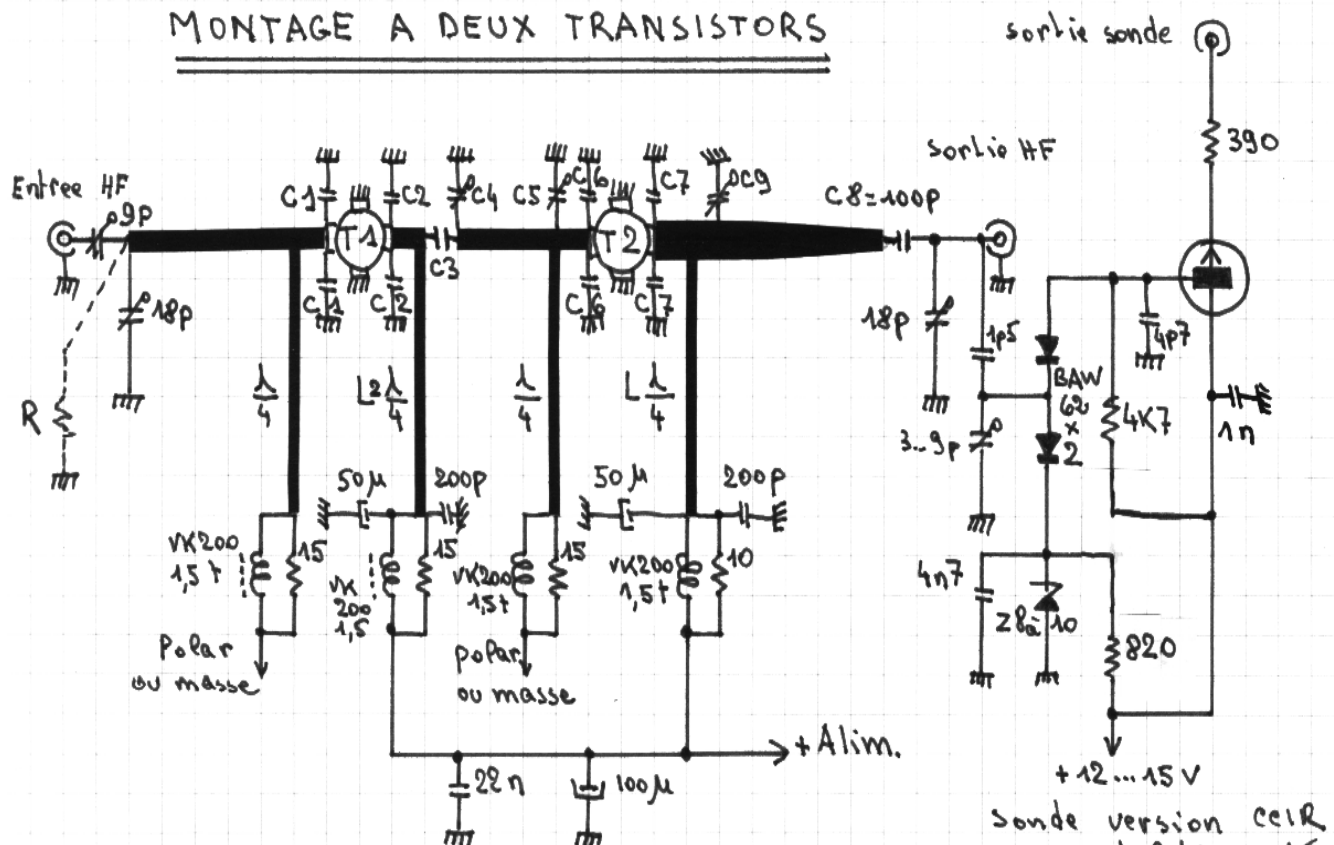 MONTAGE A DEUX TRANSISTORS
sortie sonde
390
Entree HF
9p
C1
T1
C2
C4
C5
C6
T2
C7
C9
C8=100p
sortie HF
C3
C1
C2
C6
C7
18p
18p
1p5
4p7
BAW
62
x
2
4K7
1n
R
λ/4
L2 λ/4
λ/4
L λ/4
3..9p
50µ
200p
50µ
200p
VK200
1,5t
15
VK
200
1,5
15
VK200
1,5t
15
VK200
1,5t
10
4n7
Z8à10
820
Polar
ou masse
polar
ou masse
+Alim.
22n
100µ
+12...15V
sonde version CCIR